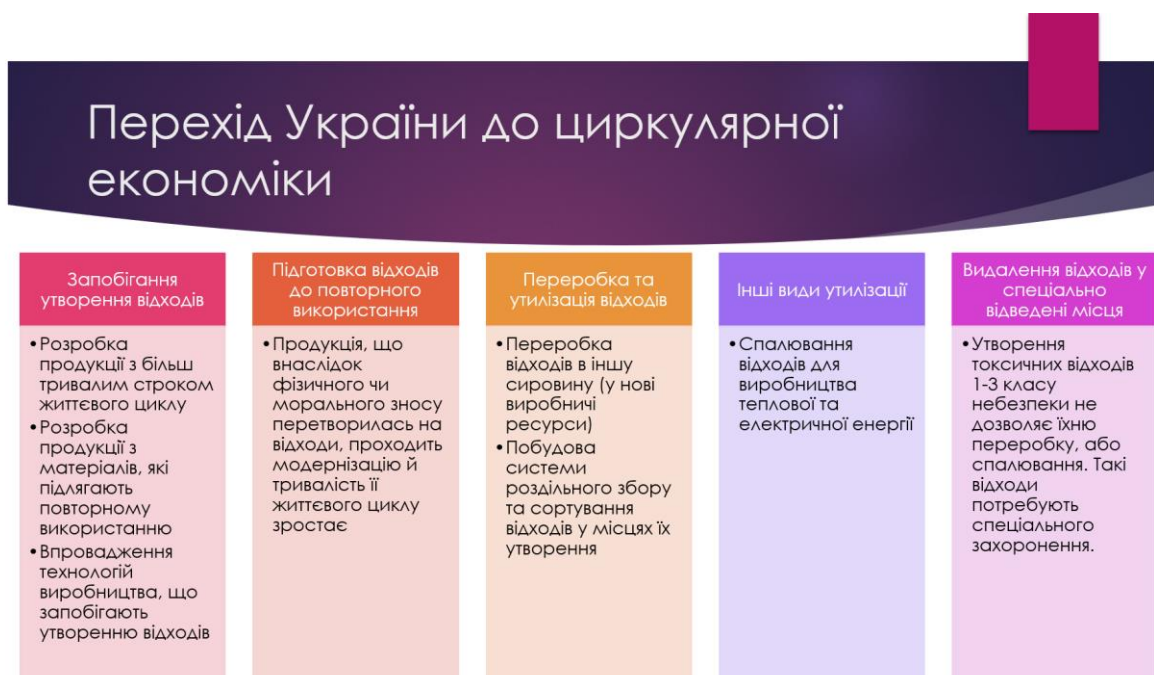 Перехід України до циркулярної
економіки
Запобігання
утворення відходів
•Розробка
продукції з більш
тривалим строком
життєвого циклу
•Розробка
продукції з
матеріалів, які
підлягають
повторному
використанню
•Впровадження
технологій
виробництва, що
запобігають
утворенню відходів
Підготовка відходів
до повторного
використання
•Продукція, що
внаслідок
фізичного чи
морального зносу
перетворилась на
відходи, проходить
модернізацію й
тривалість її
життєвого циклу
зростає
Переробка та
утилізація відходів
•Переробка
відходів в іншу
сировину (у нові
виробничі
ресурси)
•Побудова
системи
роздільного збору
та сортування
відходів у місцях їх
утворення
Інші види утилізації
•Спалювання
відходів для
виробництва
теплової та
електричної енергії
Видалення відходів у
спеціально
відведені місця
•Утворення
токсичних відходів
1-3 класу
небезпеки не
дозволяє їхню
переробку, або
спалювання. Такі
відходи
потребують
спеціального
захоронення.